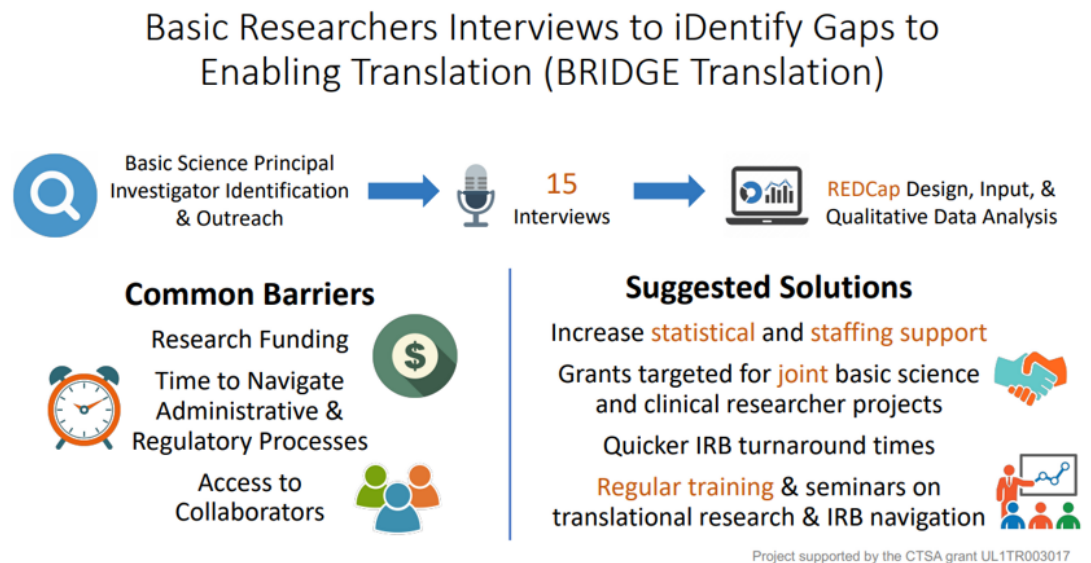 Basic Researchers Interviews to iDentify Gaps to
Enabling Translation (BRIDGE Translation)
Basic Science Principal
Investigator Identification
& Outreach
15
Interviews
REDCap Design, Input, &
Qualitative Data Analysis
Common Barriers
Research Funding
$
Time to Navigate
Administrative &
Regulatory Processes
Access to
Collaborators
Suggested Solutions
Increase statistical and staffing support
Grants targeted for joint basic science
and clinical researcher projects
Quicker IRB turnaround times
Regular training & seminars on
translational research & IRB navigation
Project supported by the CTSA grant UL1TR003017